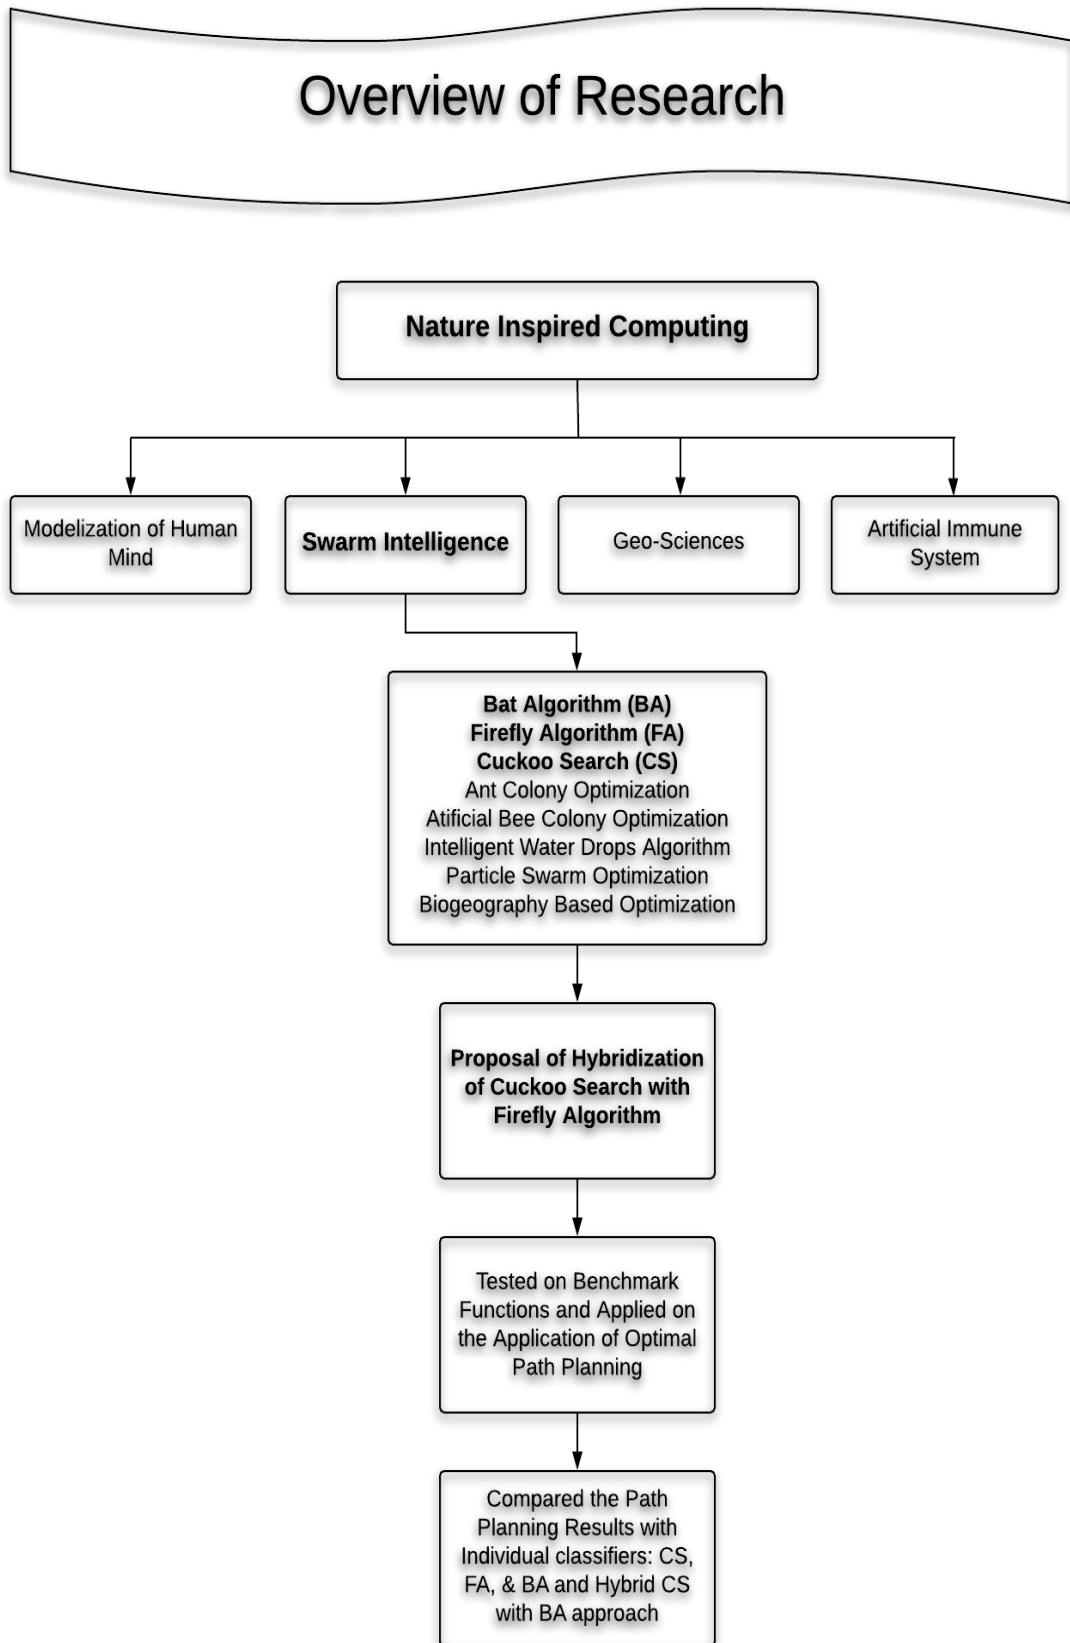 Overview of Research
Nature Inspired Computing
Modelization of Human
Mind
Swarm Intelligence
Geo-Sciences
Artificial Immune
System
Bat Algorithm (BA)
Firefly Algorithm (FA)
Cuckoo Search (CS)
Ant Colony Optimization
Atificial Bee Colony Optimization
Intelligent Water Drops Algorithm
Particle Swarm Optimization
Biogeography Based Optimization
Proposal of Hybridization
of Cuckoo Search with
Firefly Algorithm
Tested on Benchmark
Functions and Applied on
the Application of Optimal
Path Planning
Compared the Path
Planning Results with
Individual classifiers: CS,
FA, & BA and Hybrid CS
with BA approach